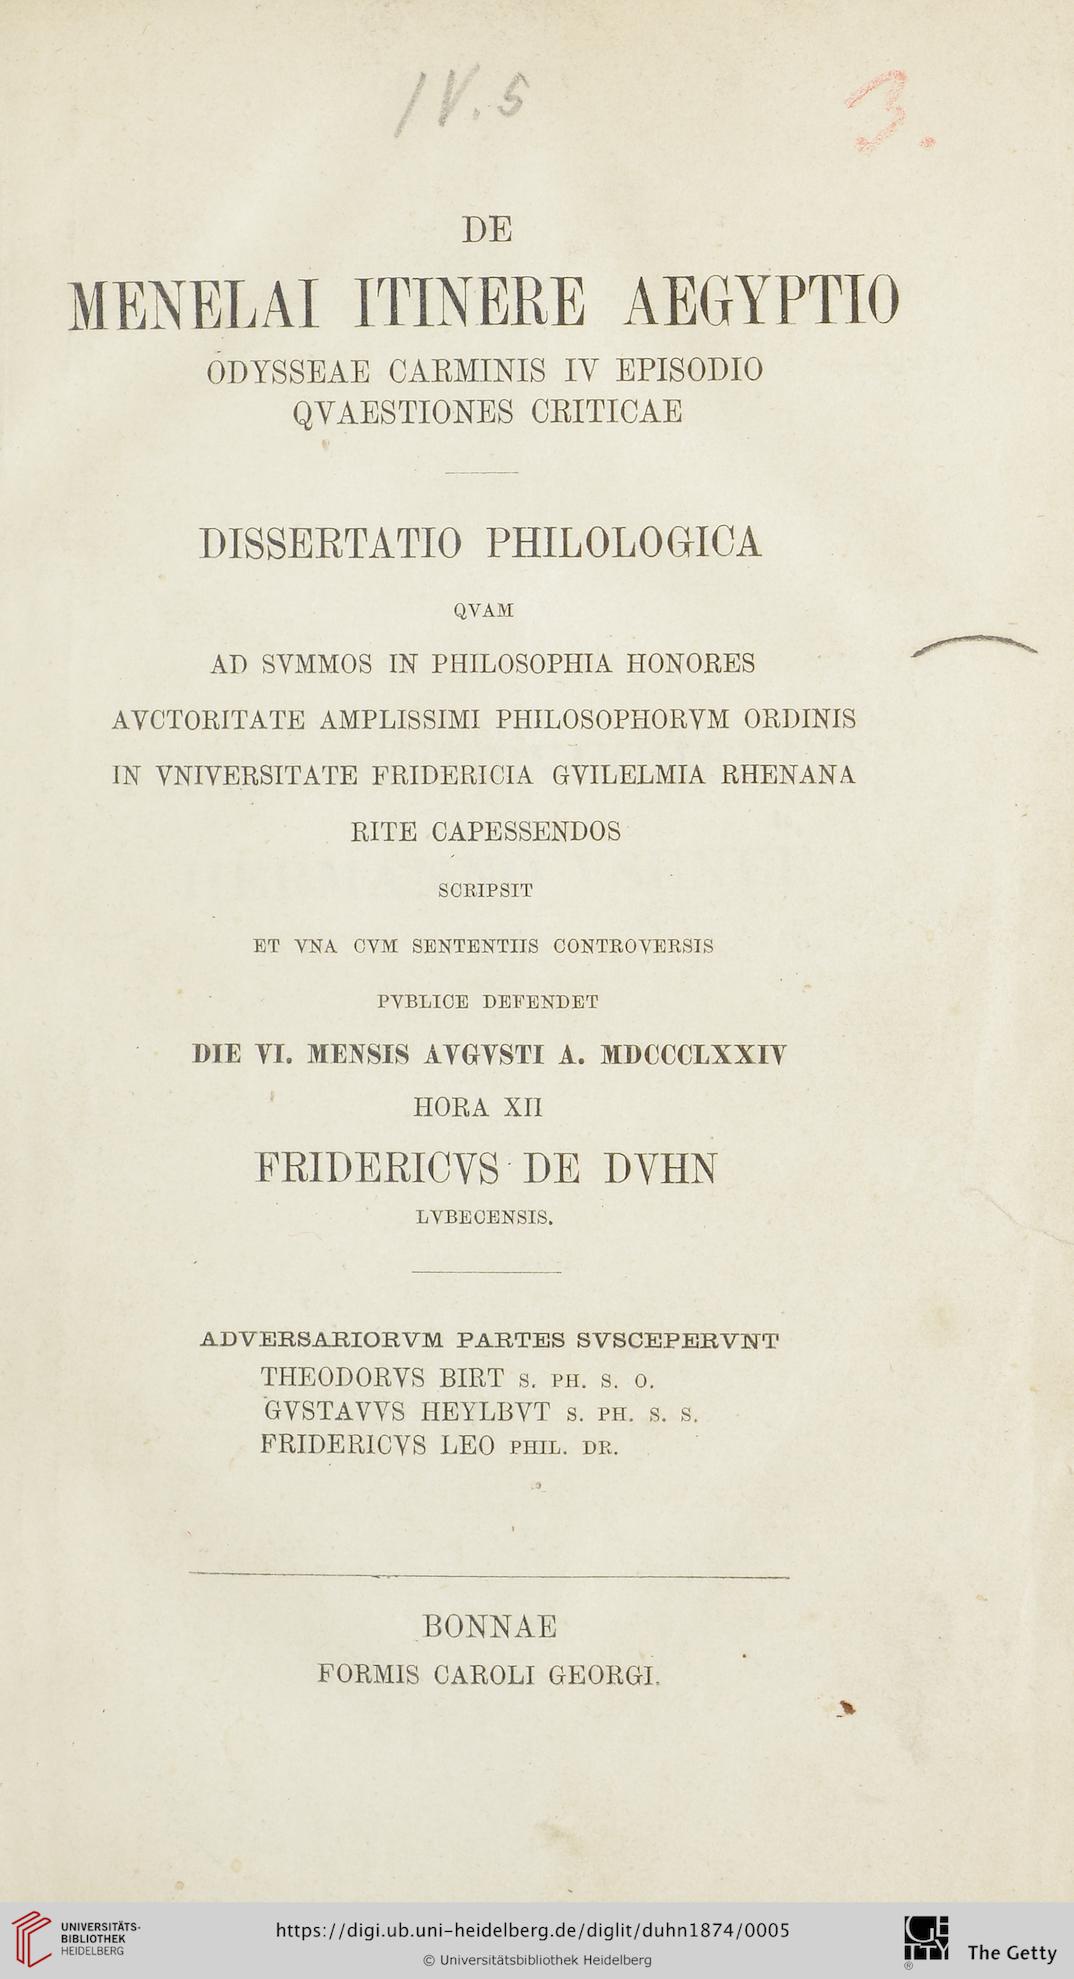 IV. 5
3.
DE
MENELAI ITINERE AEGYPTIO
ODYSSEAE CARMINIS IV EPISODIO
QVAESTIONES CRITICAE
DISSERTATIO PHILOLOGICA
QVAM
AD SVMMOS IN PHILOSOPHIA HONORES
AVCTORITATE AMPLISSIMI PHILOSOPHORVM ORDINIS
IN VNIVERSITATE FRIDERICIA GVILELMIA RHENANA
RITE CAPESSENDOS
SCRIPSIT
ET VNA CVM SENTENTIIS CONTROVERSIS
PVBLICE DEFENDET
DIE VI. MENSIS AVGVSTI A. MDCCCLXXIV
HORA XII
FRIDERICVS DE DVHN
LVBECENSIS.
ADVERSARIORVM PARTES SVSCEPERVNT
THEODORVS BIRT S. PH. S. O.
GVSTAVVS HEYLBVT S. PH. S. S.
FRIDERICVS LEO PHIL. DR.
BONNAE
FORMIS CAROLI GEORGI.
UNIVERSITÄTS-
BIBLIOTHEK
HEIDELBERG
https://digi.ub.uni-heidelberg.de/diglit/duhn1874/0005
© Universitätsbibliothek Heidelberg
GETTY
®
The Getty